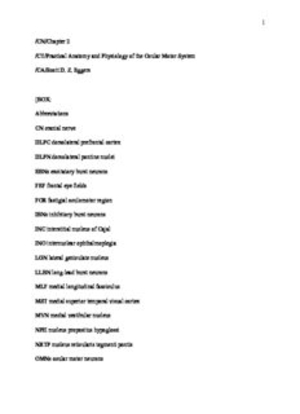 1
/CN/Chapter 2
/CT/Practical Anatomy and Physiology of the Ocular Motor System
/CA/Scott D. Z. Eggers
[BOX:
Abbreviations
CN cranial nerve
DLPC dorsolateral prefrontal cortex
DLPN dorsolateral pontine nuclei
EBNs excitatory burst neurons
FEF frontal eye fields
FOR fastigial oculomotor region
IBNs inhibitory burst neurons
INC interstitial nucleus of Cajal
INO internuclear ophthalmoplegia
LGN lateral geniculate nucleus
LLBN long-lead burst neurons
MLF medial longitudinal fasciculus
MST medial superior temporal visual cortex
MVN medial vestibular nucleus
NPH nucleus prepositus hypoglossi
NRTP nucleus reticularis tegmenti pontis
OMNs ocular motor neurons